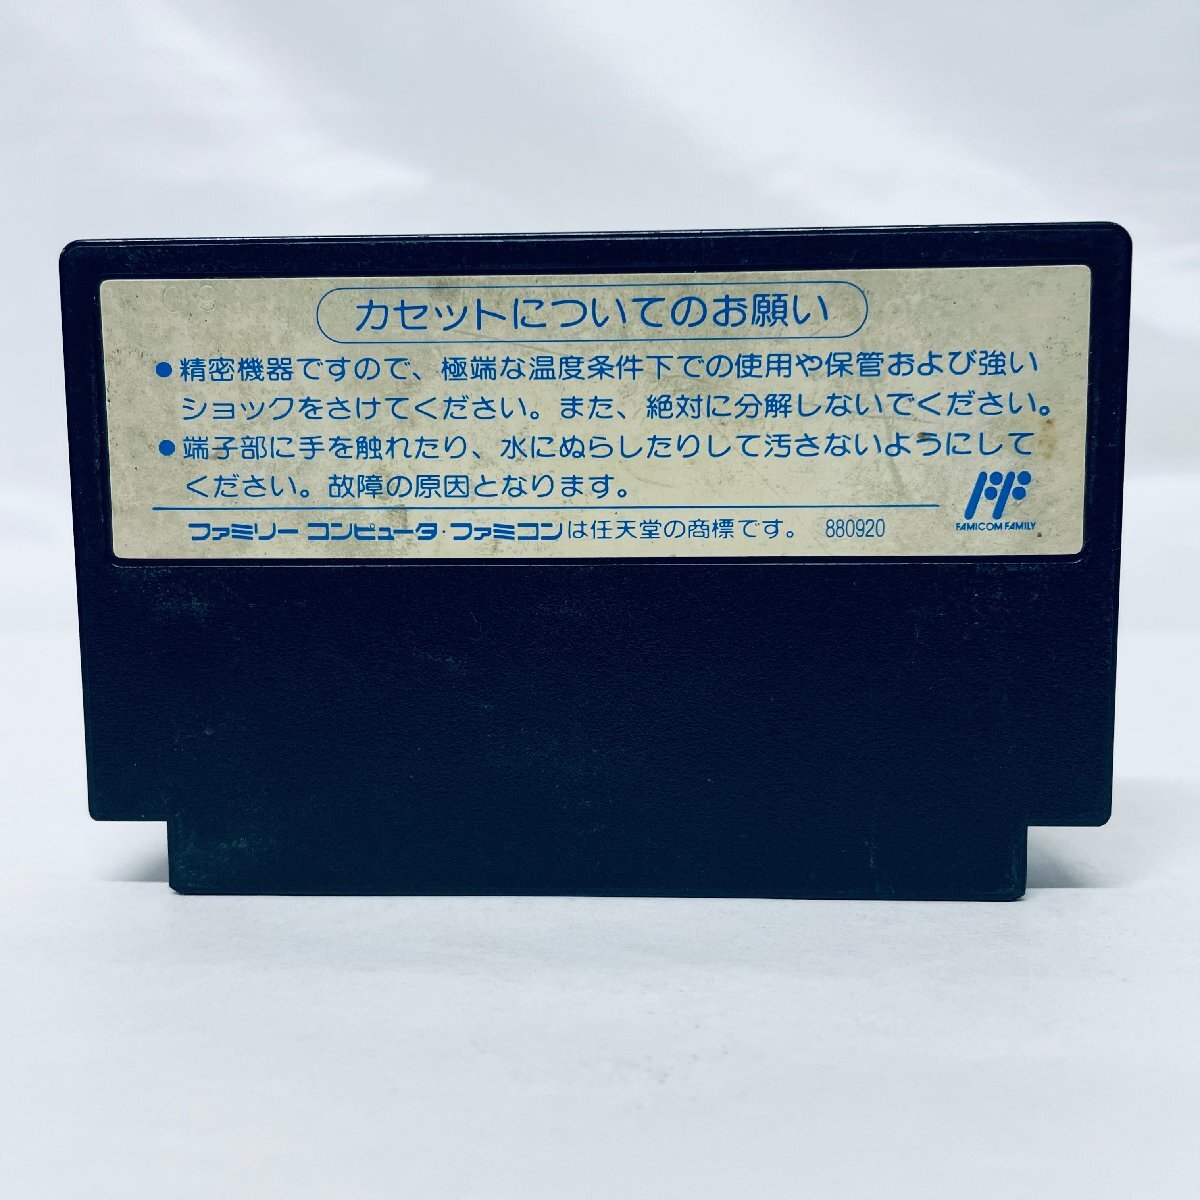 カセットについてのお願い
●精密機器ですので、極端な温度条件下での使用や保管および強い
ショックをさけてください。また、絶対に分解しないでください。
●端子部に手を触れたり、水にぬらしたりして汚さないようにして
ください。故障の原因となります。
FAMICOM FAMILY
ファミリー コンピュータ・ファミコンは任天堂の商標です。 880920